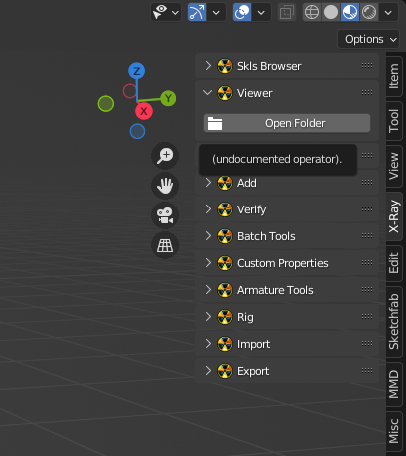 Options
Skls Browser
Viewer
Open Folder
(undocumented operator).
Add
Verify
Batch Tools
Custom Properties
Armature Tools
Rig
Import
Export
Z
Y
X
Item
Tool
View
X-Ray
Edit
Sketchfab
MMD
Misc